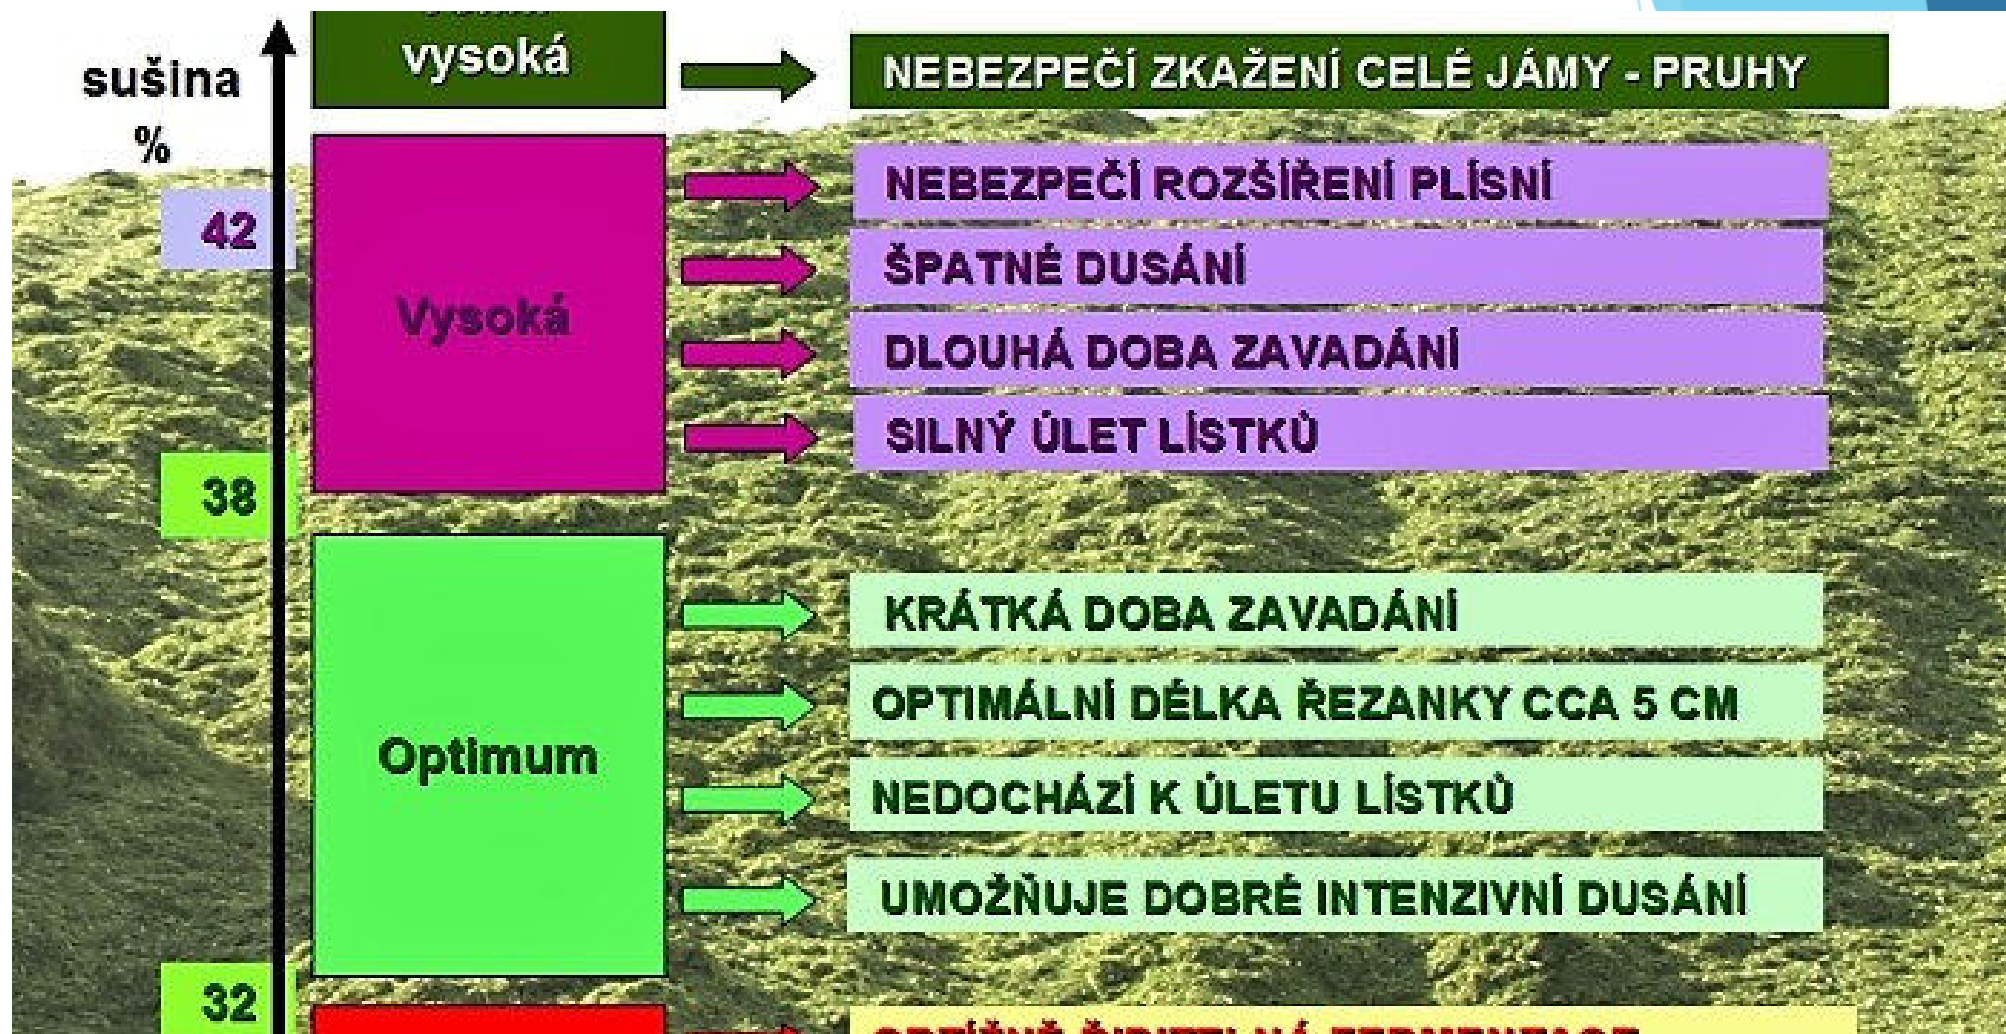 vysoká
NEBEZPEČÍ ZKAŽENÍ CELÉ JÁMY - PRUHY
sušina
%
42
Vysoká
NEBEZPEČÍ ROZŠÍŘENÍ PLÍSNÍ
ŠPATNÉ DUSÁNÍ
DLOUHÁ DOBA ZAVADÁNÍ
SILNÝ ÚLET LÍSTKŮ
38
Optimum
KRÁTKÁ DOBA ZAVADÁNÍ
OPTIMÁLNÍ DÉLKA ŘEZANKY CCA 5 CM
NEDOCHÁZÍ K ÚLETU LÍSTKŮ
UMOŽŇUJE DOBRÉ INTENZIVNÍ DUSÁNÍ
32